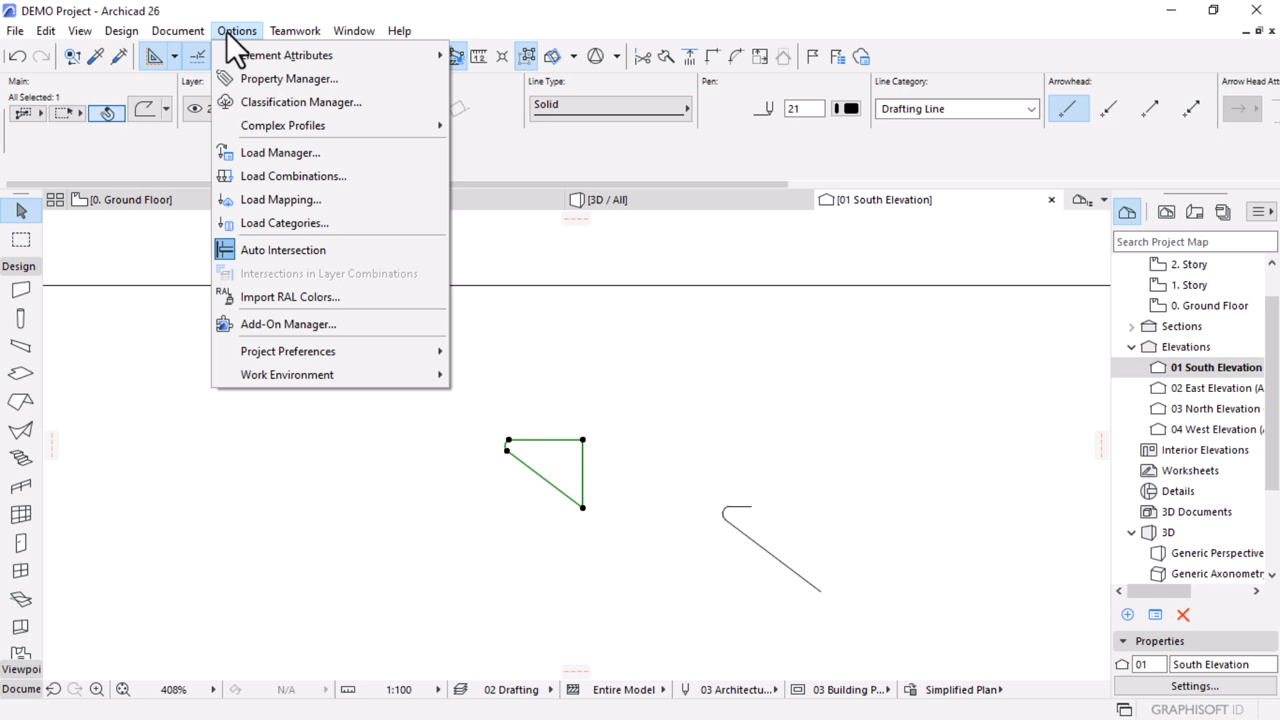 DEMO Project - Archicad 26
File Edit Design Document Options Teamwork Window Help
Main:
All Selected: 1
Layer:
Line Type:
Solid
Pen:
21
Line Category:
Drafting Line
Arrowhead:
Arrow Head
Property Manager...
Classification Manager...
Complex Profiles
Load Manager...
Load Combinations...
Load Mapping...
Load Categories...
Auto Intersection
Intersections in Layer Combinations
RAL Import RAL Colors...
Add-On Manager...
Project Preferences
Work Environment
[0. Ground Floor]
[3D / All]
[01 South Elevation]
Design
Viewpoi
Docume
Search Project Map
2. Story
1. Story
0. Ground Floor
Sections
Elevations
01 South Elevation
02 East Elevation (A
03 North Elevation
04 West Elevation (
Interior Elevations
Worksheets
Details
3D Documents
3D
Generic Perspective
Generic Axonometr
Properties
01 South Elevation
Settings...
408% N/A 1:100 02 Drafting Entire Model 03 Architectu... 03 Building P... Simplified Plan
GRAPHISOFT ID